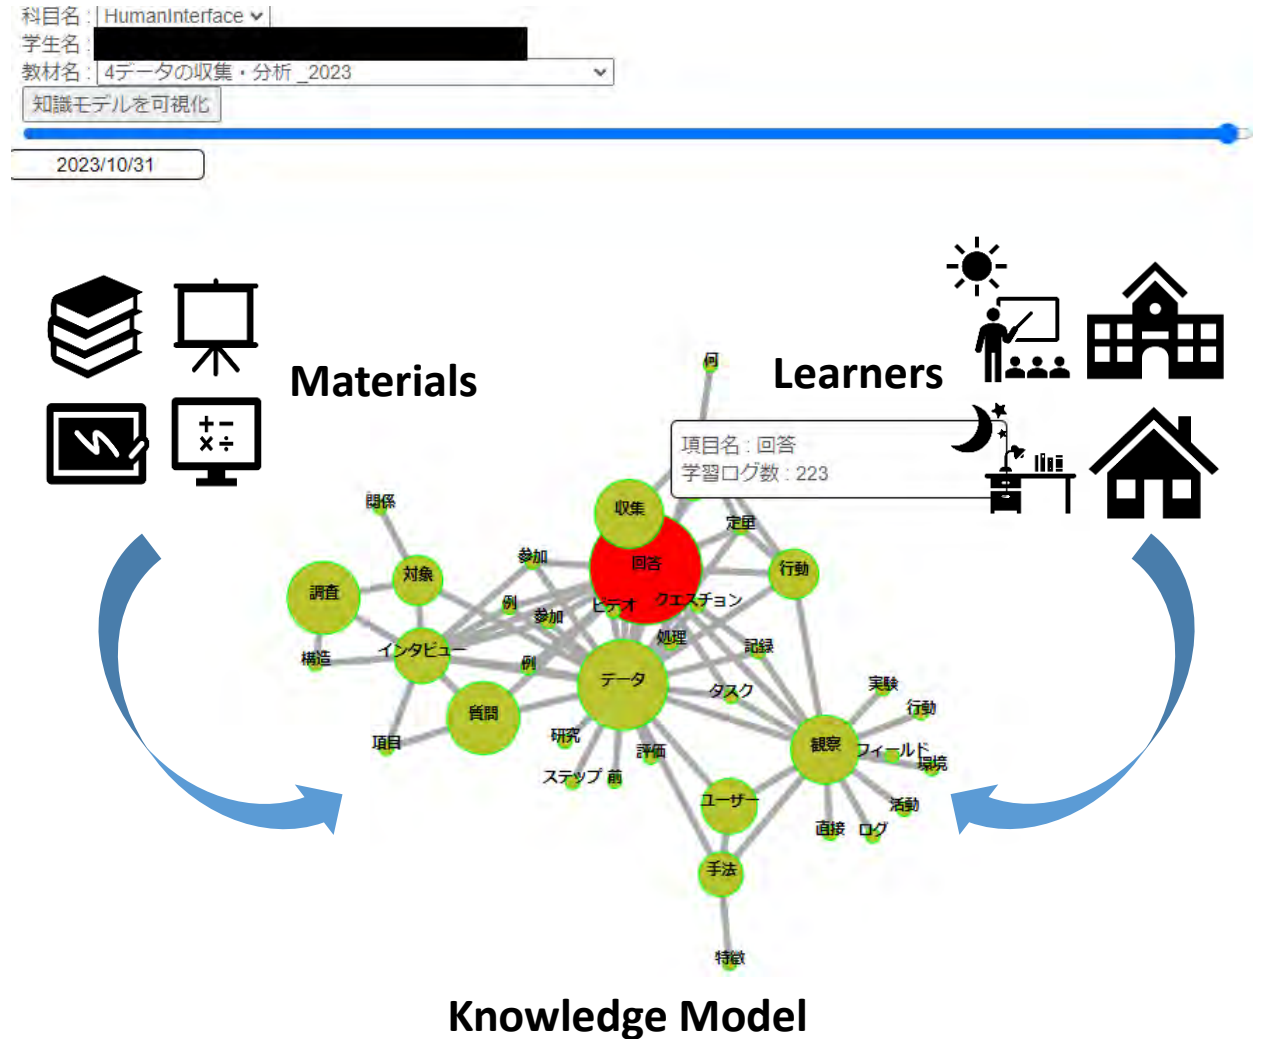 科目名 : HumanInterface
学生名 :
教材名 : 4データの収集・分析 _2023
知識モデルを可視化
2023/10/31
Materials
Learners
何
項目名 : 回答
学習ログ数 : 223
関係
収集
定量
参加
回答
行動
対象
調査
例
ビデオ
クエスチョン
参加
処理
記録
インタビュー
構造
例
データ
タスク
実験
行動
質問
研究
項目
評価
観察
フィールド
環境
ステップ
前
ユーザー
活動
直接
ログ
手法
特徴
+−
×÷
Knowledge Model